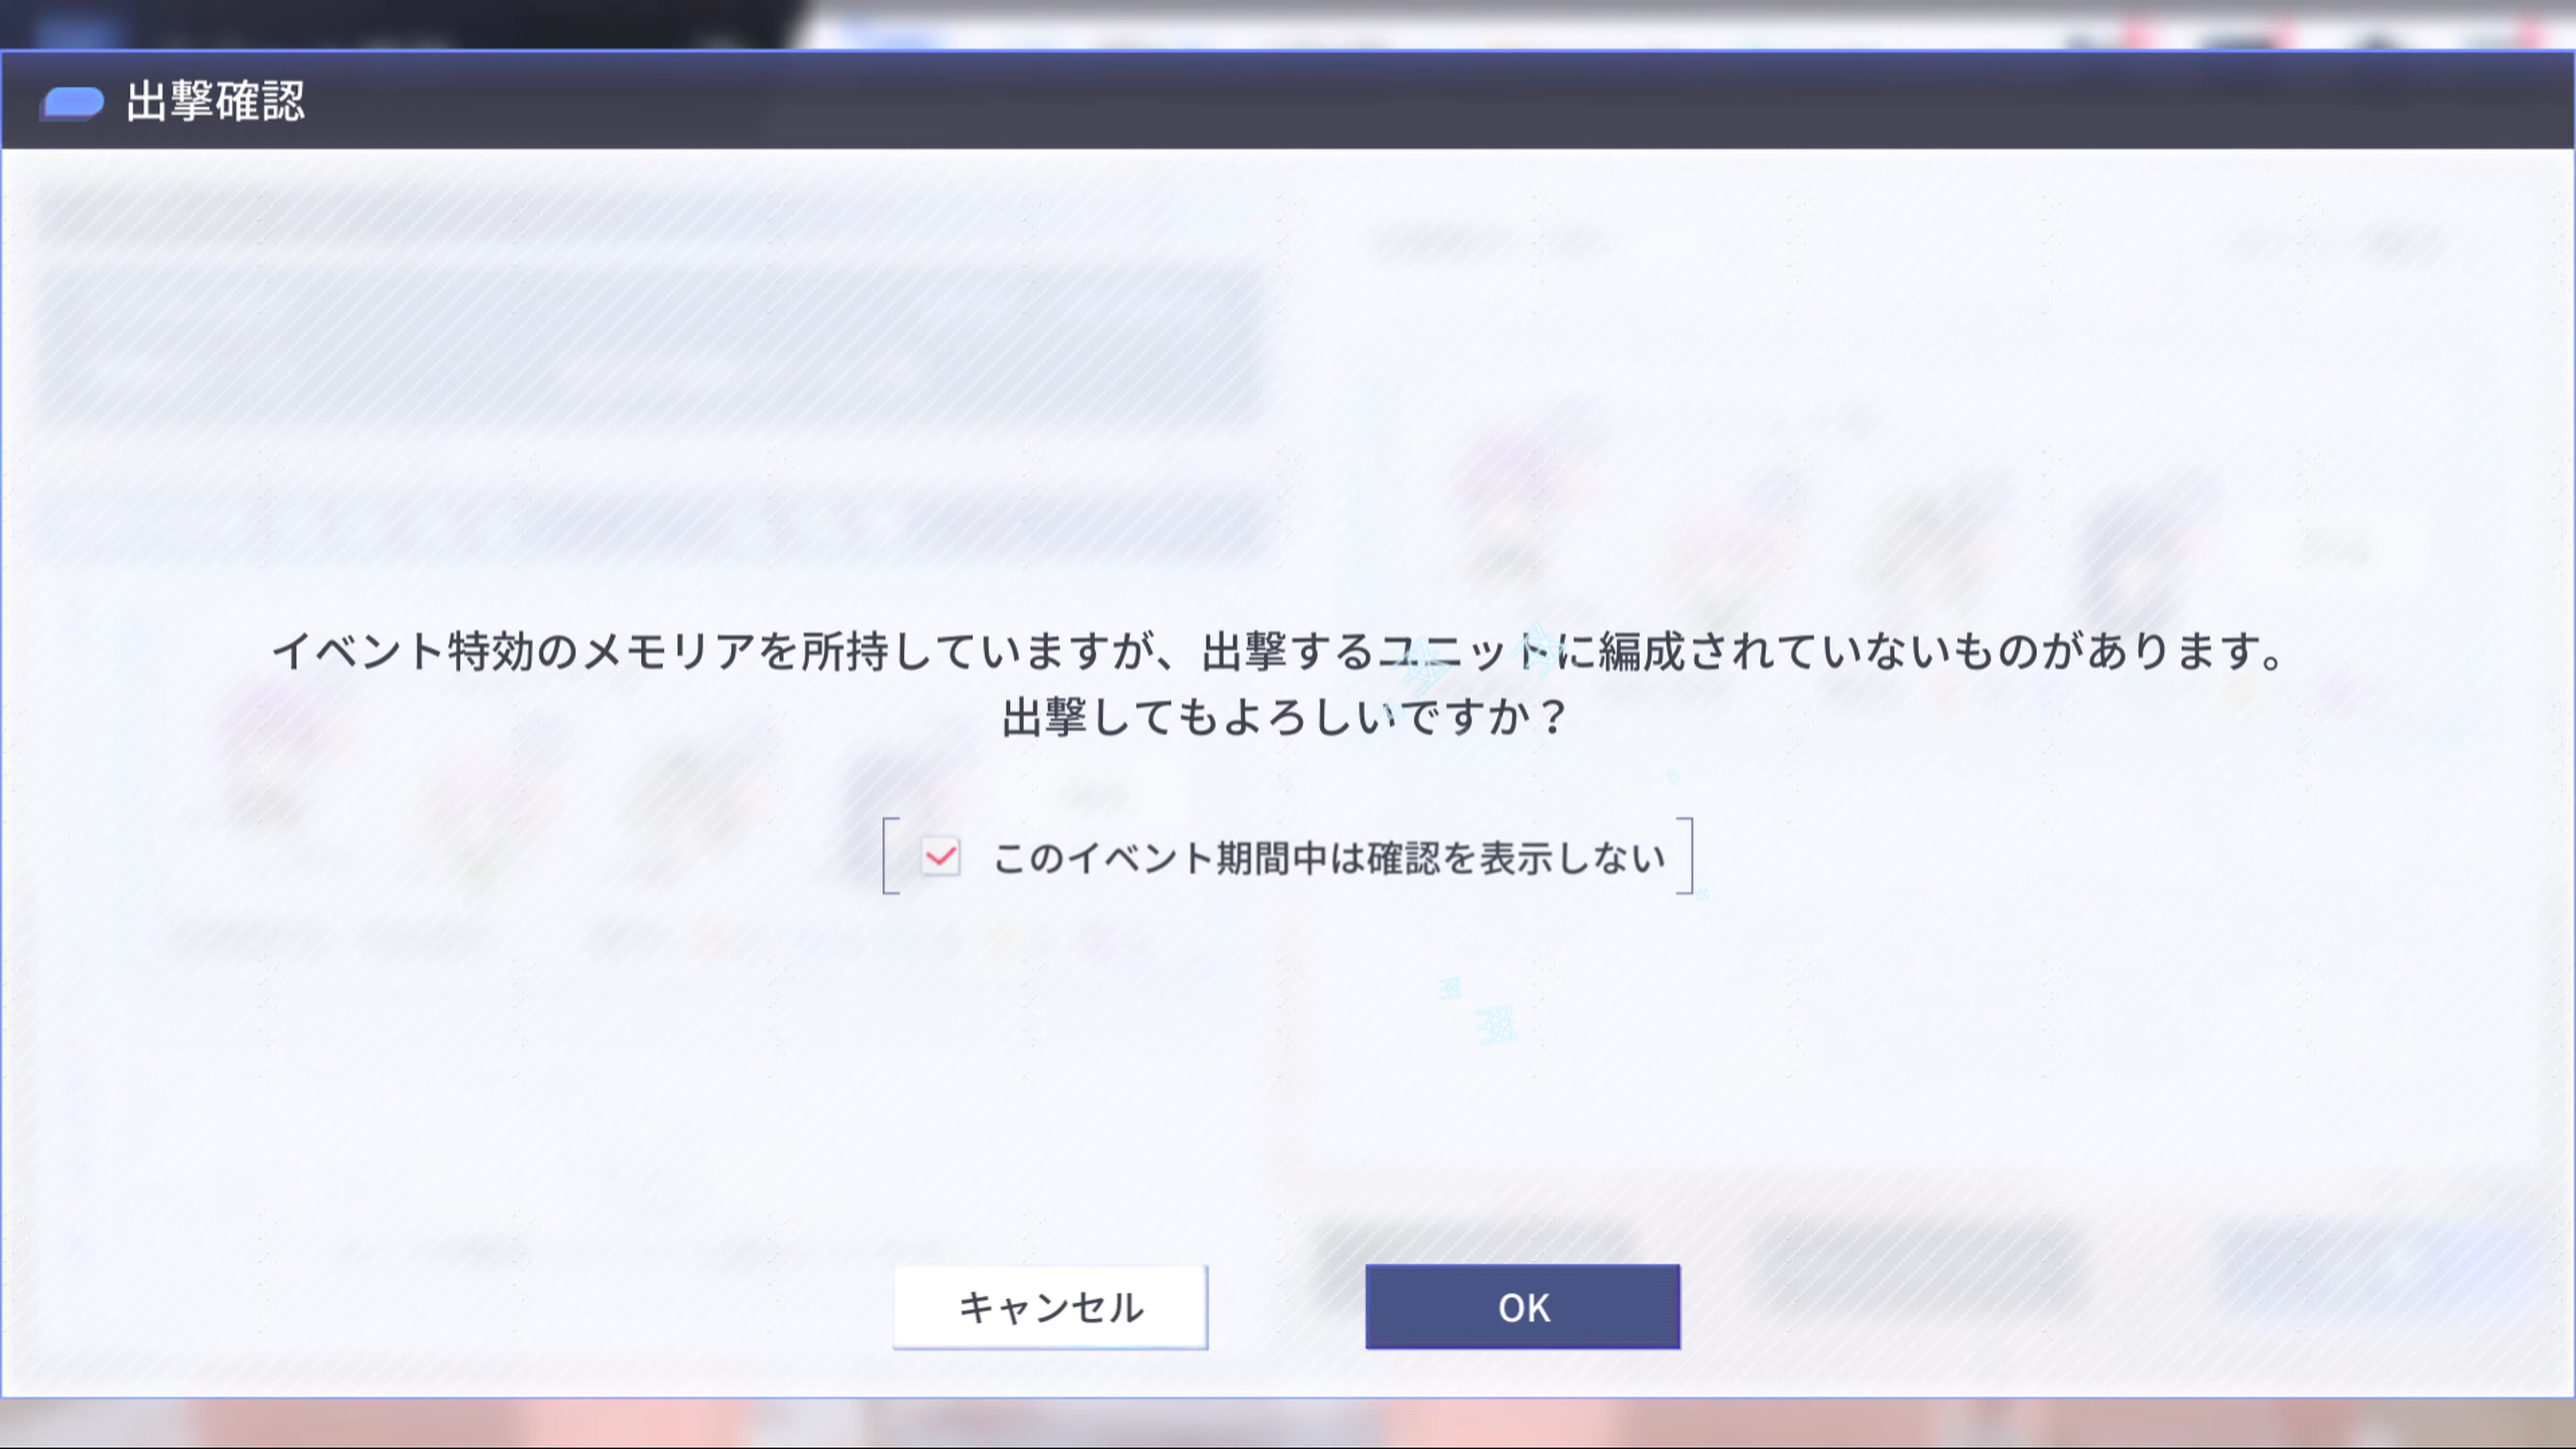 出撃確認
イベント特効のメモリアを所持していますが、出撃するユニットに編成されていないものがあります。
出撃してもよろしいですか？
このイベント期間中は確認を表示しない
キャンセル
OK